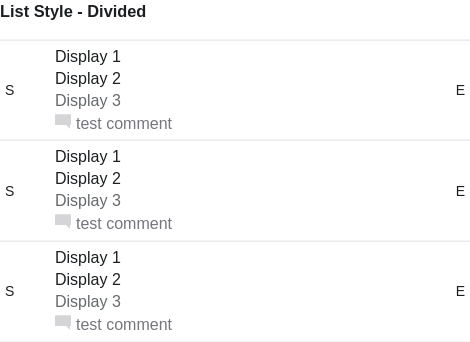 List Style - Divided
Display 1
Display 2
S
E
Display 3
test comment
Display 1
Display 2
S
E
Display 3
test comment
Display 1
Display 2
S
E
Display 3
test comment